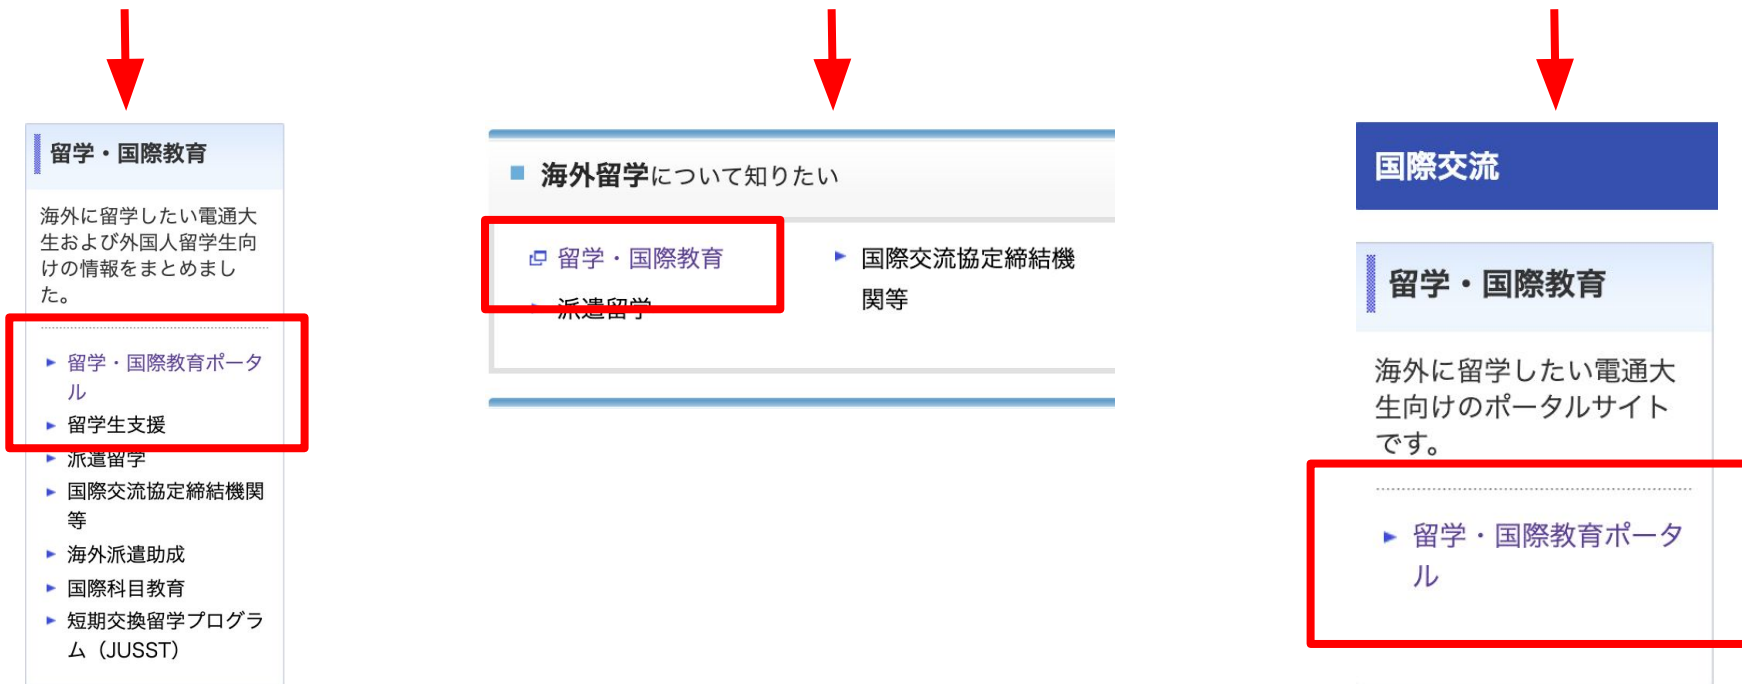 留学・国際教育
海外に留学したい電通大
生および外国人留学生向
けの情報をまとめまし
た。
留学・国際教育ポータ
ル
留学生支援
派遣留学
国際交流協定締結機関
等
海外派遣助成
国際科目教育
短期交換留学プログラ
ム（JUSST）
海外留学について知りたい
留学・国際教育
派遣留学
国際交流協定締結機
関等
国際交流
留学・国際教育
海外に留学したい電通大
生向けのポータルサイト
です。
留学・国際教育ポータ
ル